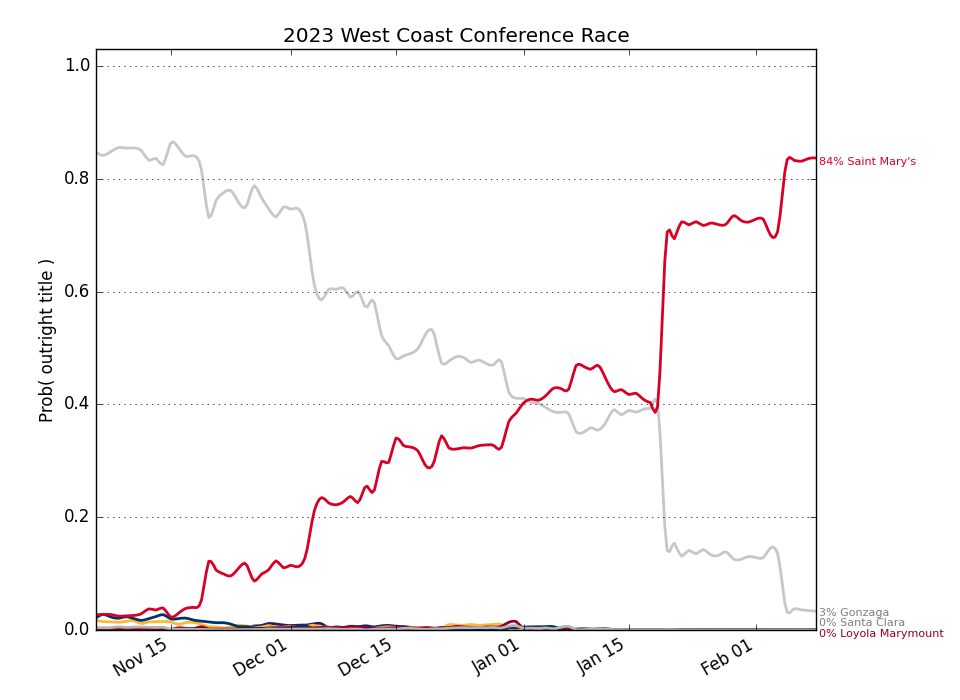 2023 West Coast Conference Race
Prob( outright title )
1.0
0.8
0.6
0.4
0.2
0.0
Nov 15
Dec 01
Dec 15
Jan 01
Jan 15
Feb 01
84% Saint Mary's
3% Gonzaga
0% Santa Clara
0% Loyola Marymount